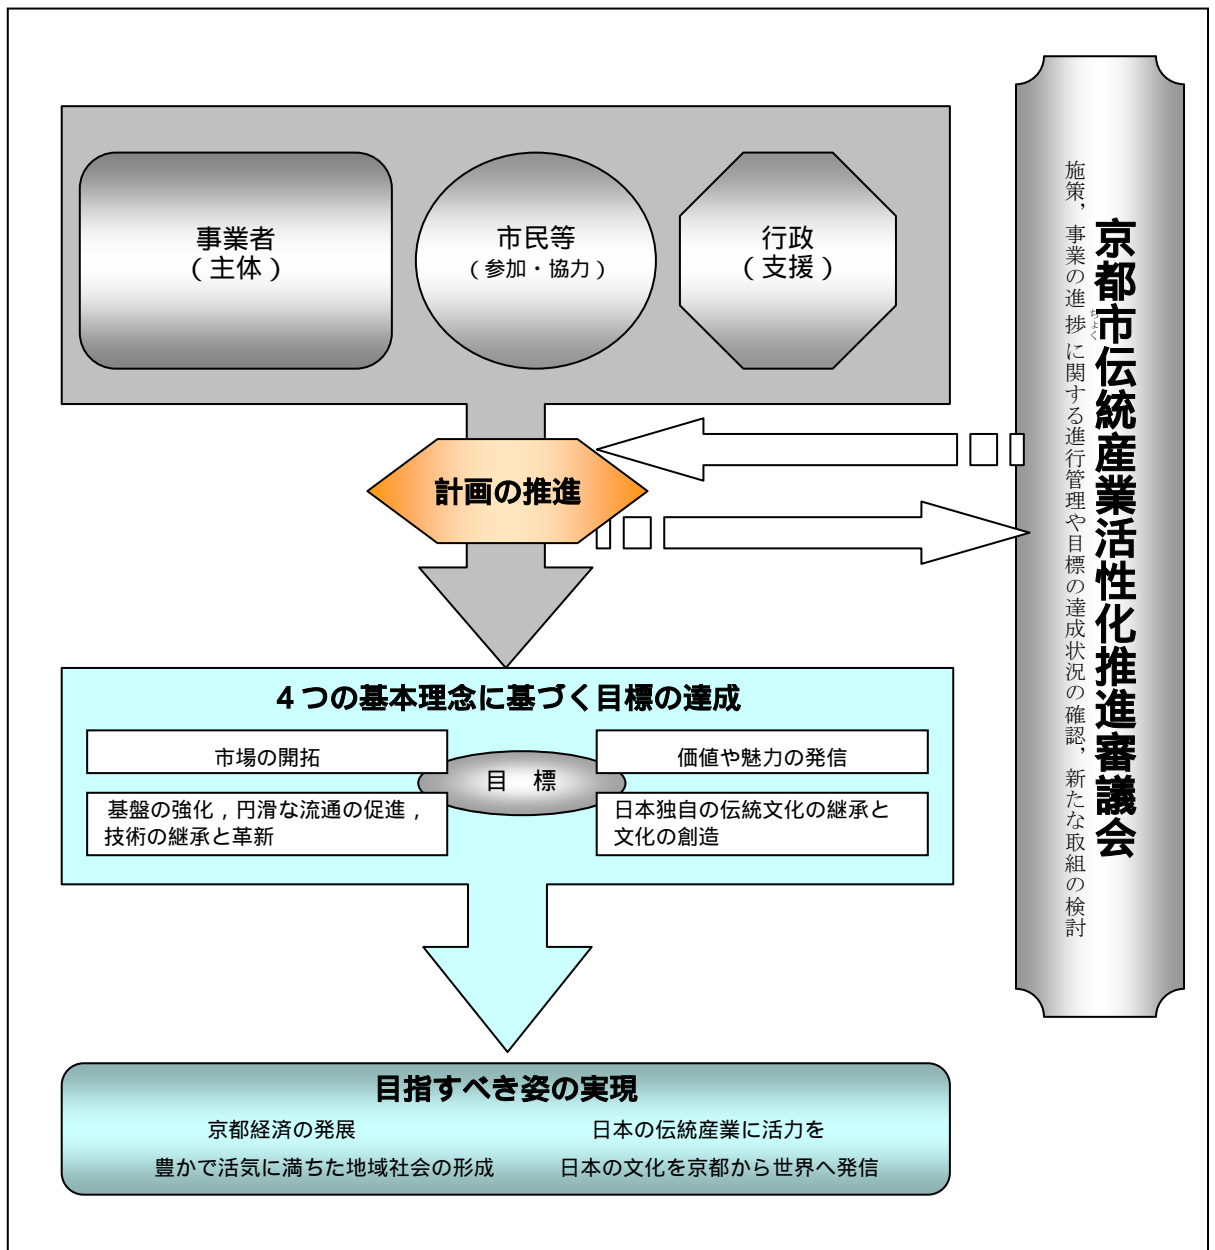 事業者
（主体）
市民等
（参加・協力）
行政
（支援）
計画の推進
４つの基本理念に基づく目標の達成
市場の開拓
価値や魅力の発信
目　標
基盤の強化，円滑な流通の促進，
技術の継承と革新
日本独自の伝統文化の継承と
文化の創造
目指すべき姿の実現
京都経済の発展
日本の伝統産業に活力を
豊かで活気に満ちた地域社会の形成
日本の文化を京都から世界へ発信
京都市伝統産業活性化推進審議会
ちょく
施策，事業の進捗に関する進行管理や目標の達成状況の確認，新たな取組の検討